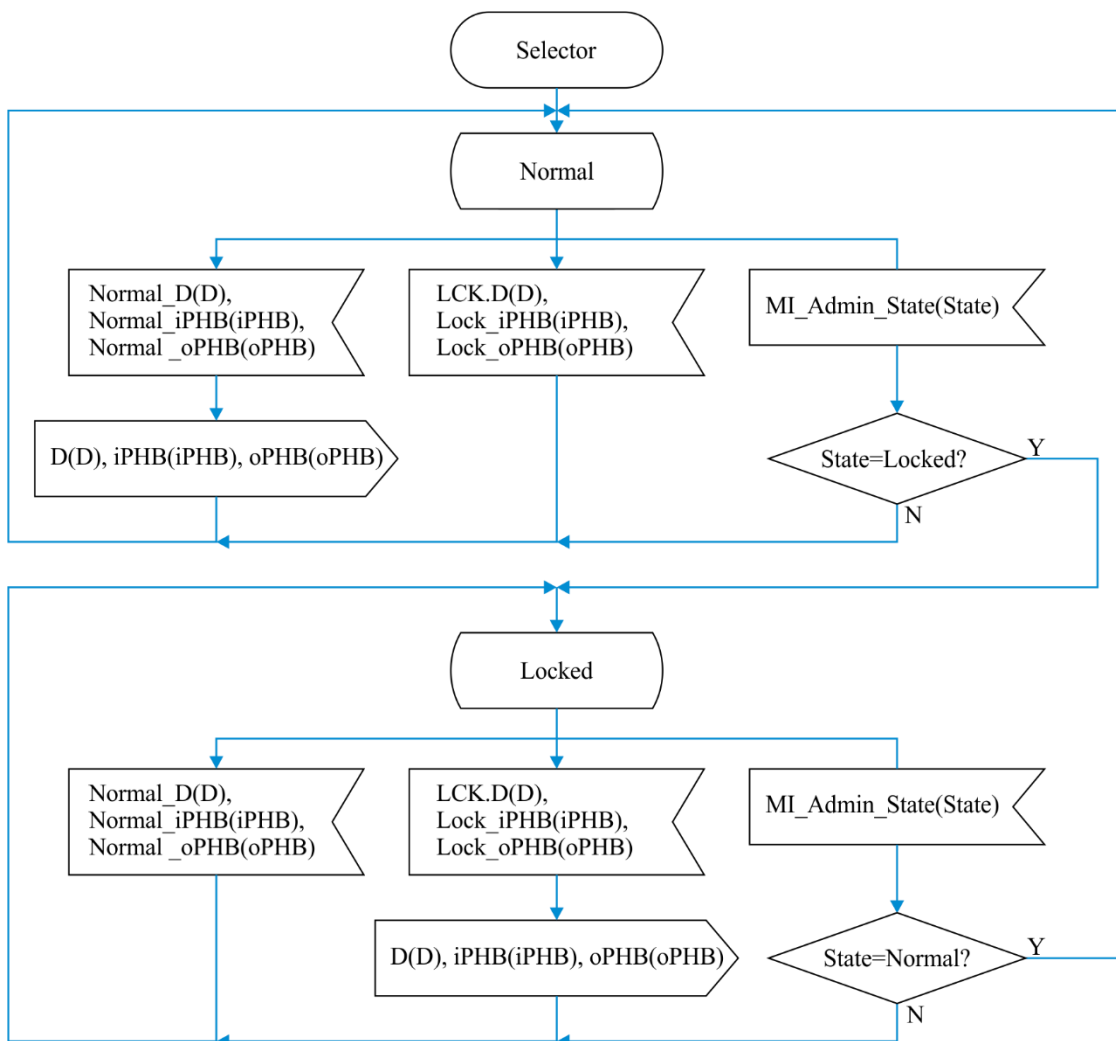 Selector
Normal
Normal_D(D),
Normal_iPHB(iPHB),
Normal _oPHB(oPHB)
LCK.D(D),
Lock_iPHB(iPHB),
Lock_oPHB(oPHB)
MI_Admin_State(State)
D(D), iPHB(iPHB), oPHB(oPHB)
State=Locked?
Y
N
Locked
Normal_D(D),
Normal_iPHB(iPHB),
Normal _oPHB(oPHB)
LCK.D(D),
Lock_iPHB(iPHB),
Lock_oPHB(oPHB)
MI_Admin_State(State)
D(D), iPHB(iPHB), oPHB(oPHB)
State=Normal?
Y
N